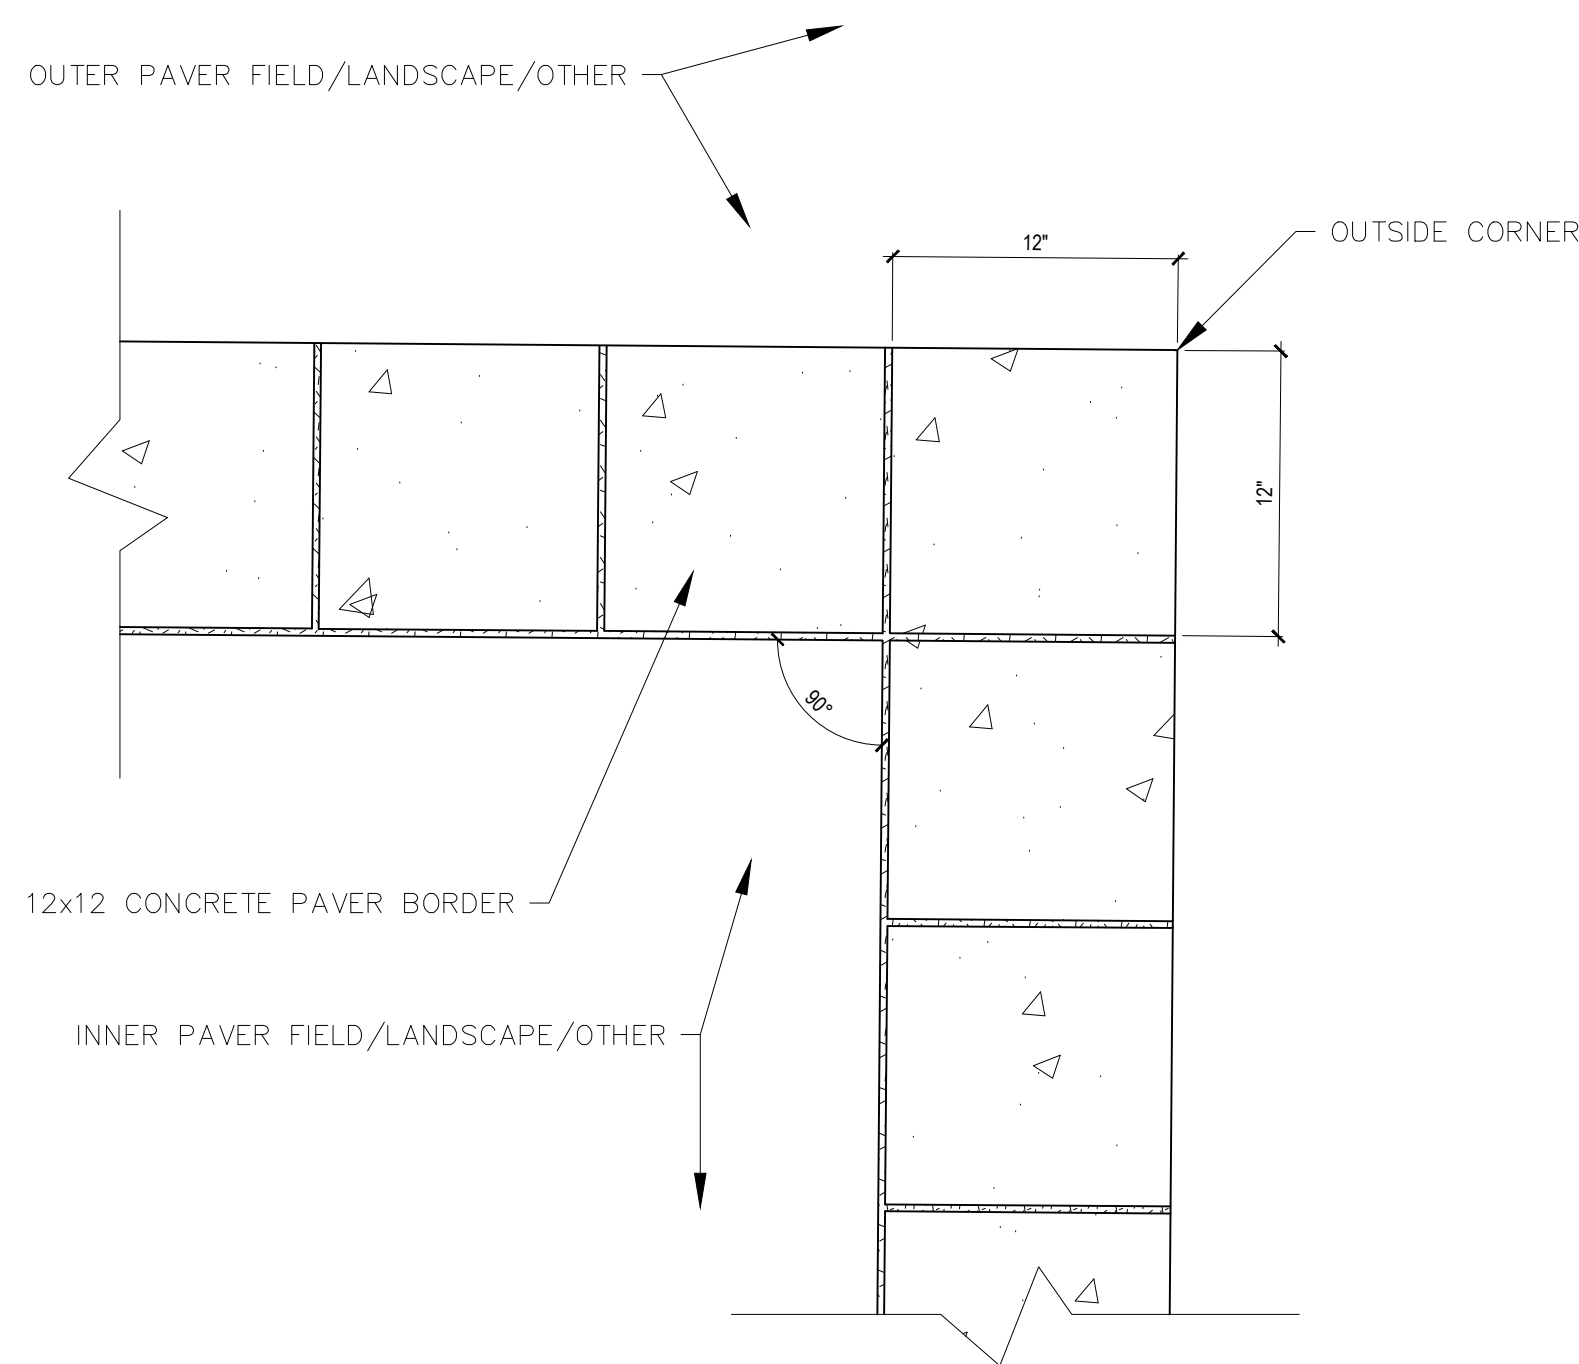 OUTER PAVER FIELD/LANDSCAPE/OTHER
OUTSIDE CORNER
12"
12"
90°
12x12 CONCRETE PAVER BORDER
INNER PAVER FIELD/LANDSCAPE/OTHER